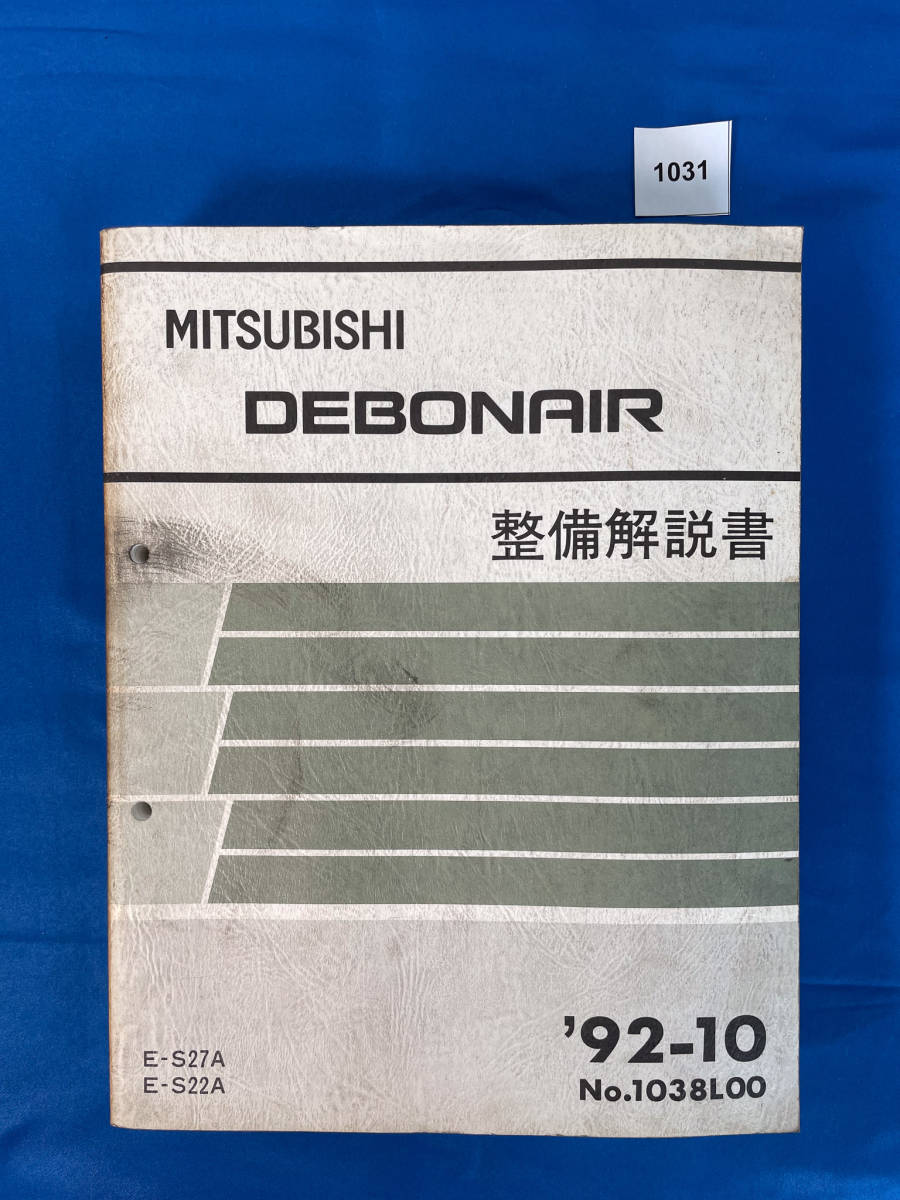 1031
MITSUBISHI
DEBONAIR
整備解説書
E-S27A
E-S22A
'92-10
No.1038L00